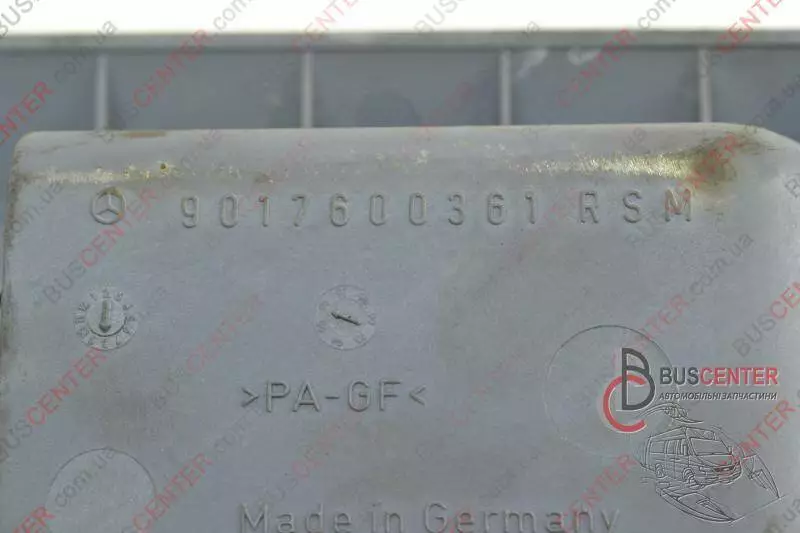 9017600361 RSM
>PA-GF<
BUSCENTER
АВТОМОБІЛЬНІ ЗАПЧАСТИНИ
Made in Germany